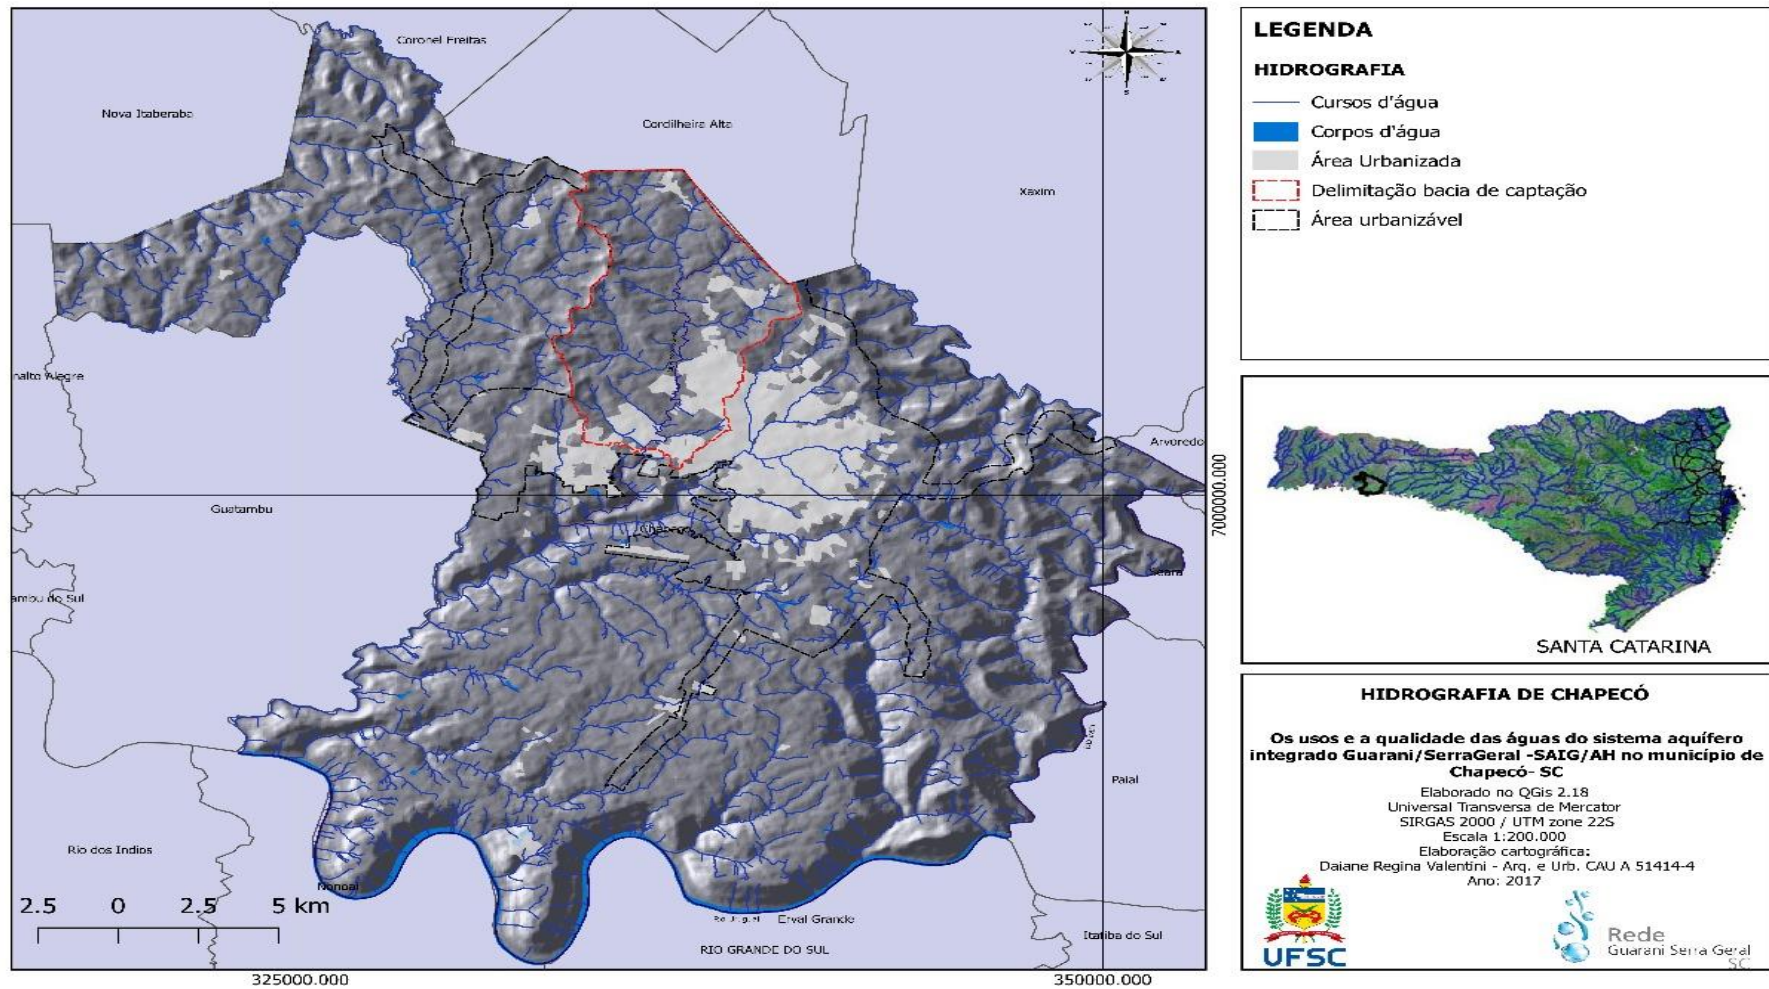 Coronel Freitas
Nova Itaberaba
Cordilheira Alta
Xaxim
nalto Alegre
Arvoredo
Guatambu
Chapecó
Seara
ambu do Sul
Paial
Rio dos Indios
Nonoai
Erval Grande
RIO GRANDE DO SUL
Itatiba do Sul
2.5 0 2.5 5 km
325000.000
350000.000
7000000.000
LEGENDA
HIDROGRAFIA
Cursos d'água
Corpos d'água
Área Urbanizada
Delimitação bacia de captação
Área urbanizável
SANTA CATARINA
HIDROGRAFIA DE CHAPECÓ
Os usos e a qualidade das águas do sistema aquífero
integrado Guarani/SerraGeral -SAIG/AH no município de
Chapecó- SC
Elaborado no QGis 2.18
Universal Transversa de Mercator
SIRGAS 2000 / UTM zone 22S
Escala 1:200.000
Elaboração cartográfica:
Daiane Regina Valentini - Arq. e Urb. CAU A 51414-4
Ano: 2017
UFSC
Rede
Guarani Serra Geral
SC